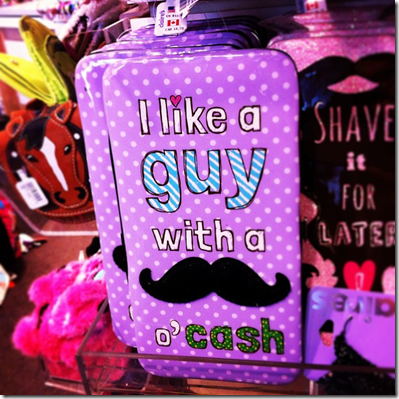 I like a
guy
with a
o' cash
SHAVE
it
FOR
LATER